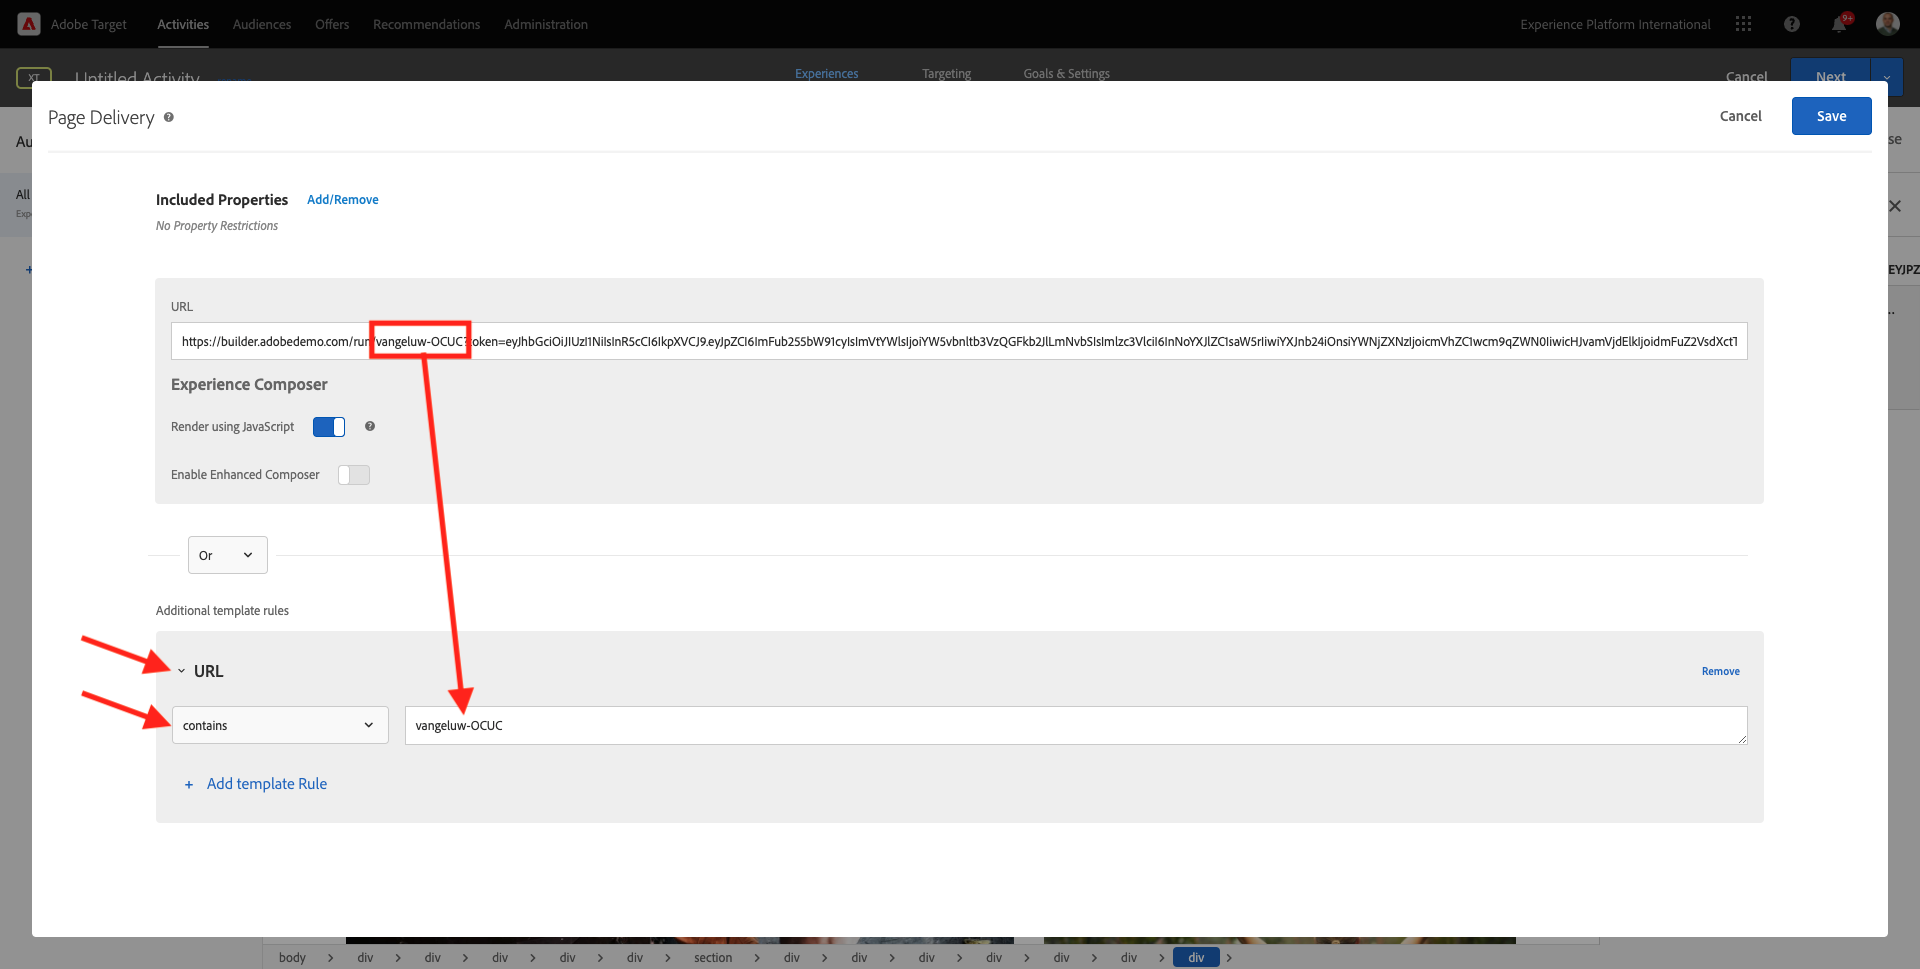 Adobe Target
Activities
Audiences
Offers
Recommendations
Administration
Experience Platform International
9+
XT
Untitled Activity
Experiences
Targeting
Goals & Settings
Cancel
Next
Page Delivery
Cancel
Save
Au
se
All
Exp
Included Properties
Add/Remove
No Property Restrictions
+
EYJPZ
URL
https://builder.adobedemo.com/run/vangeluw-OCUC?
Experience Composer
Render using JavaScript
Enable Enhanced Composer
Or
Additional template rules
URL
Remove
contains
vangeluw-OCUC
+ Add template Rule
body > div > div > div > div > div > section > div > div > div > div > div > div > div >